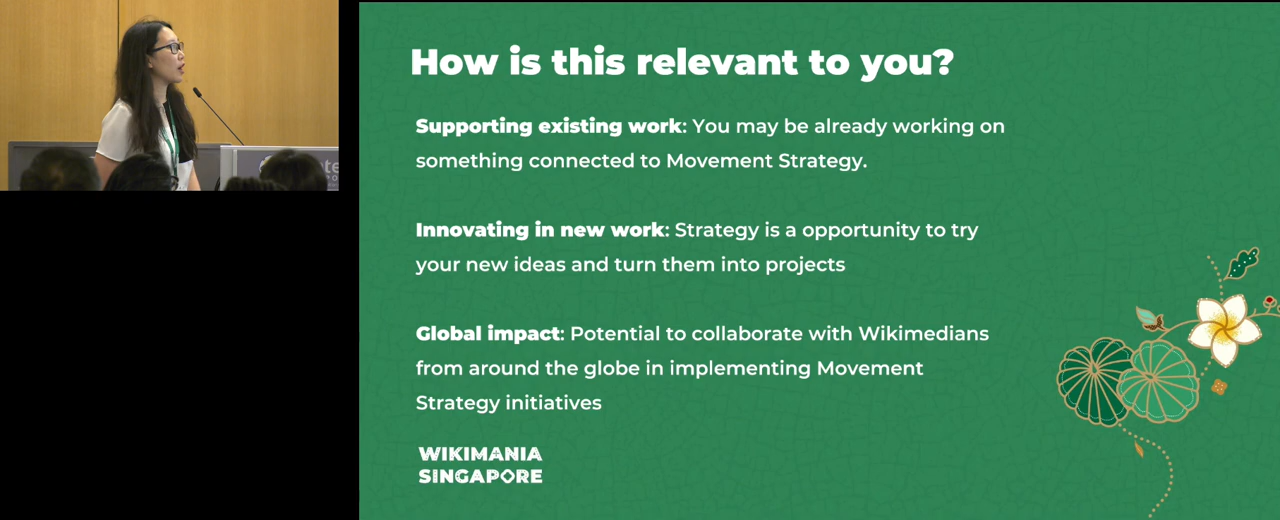 How is this relevant to you?
Supporting existing work: You may be already working on
something connected to Movement Strategy.
Innovating in new work: Strategy is a opportunity to try
your new ideas and turn them into projects
Global impact: Potential to collaborate with Wikimedians
from around the globe in implementing Movement
Strategy initiatives
WIKIMANIA
SINGAPORE